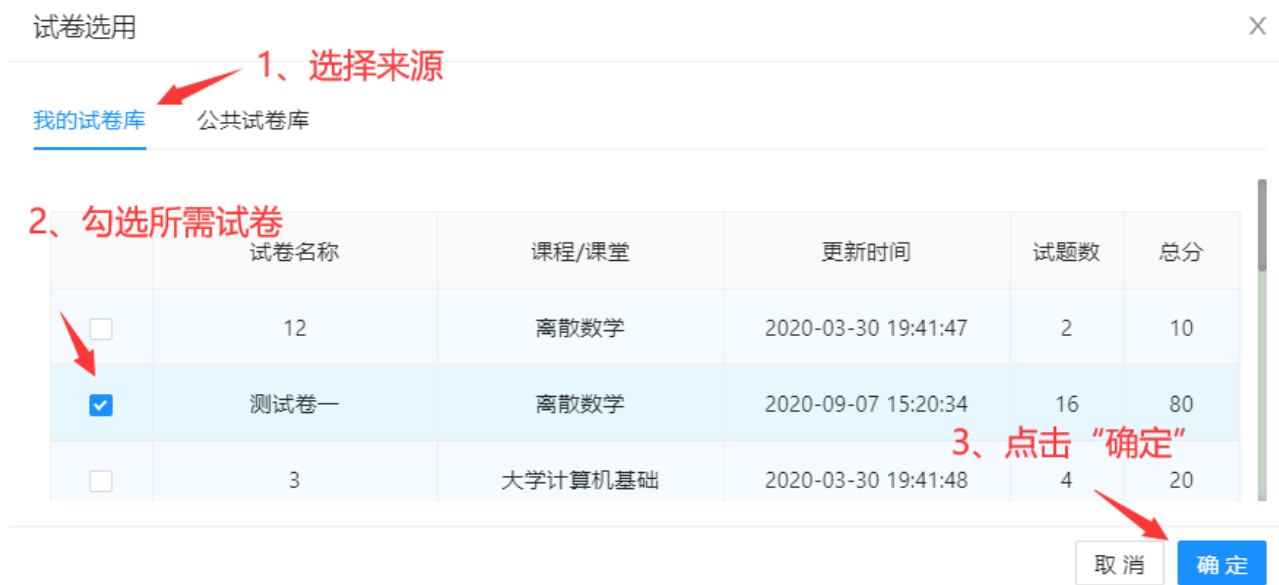 试卷选用
1、选择来源
我的试卷库 公共试卷库
2、勾选所需试卷
试卷名称 课程/课堂 更新时间 试题数 总分
12 离散数学 2020-03-30 19:41:47 2 10
测试卷一 离散数学 2020-09-07 15:20:34 16 80
3、点击“确定”
3 大学计算机基础 2020-03-30 19:41:48 4 20
取 消 确 定